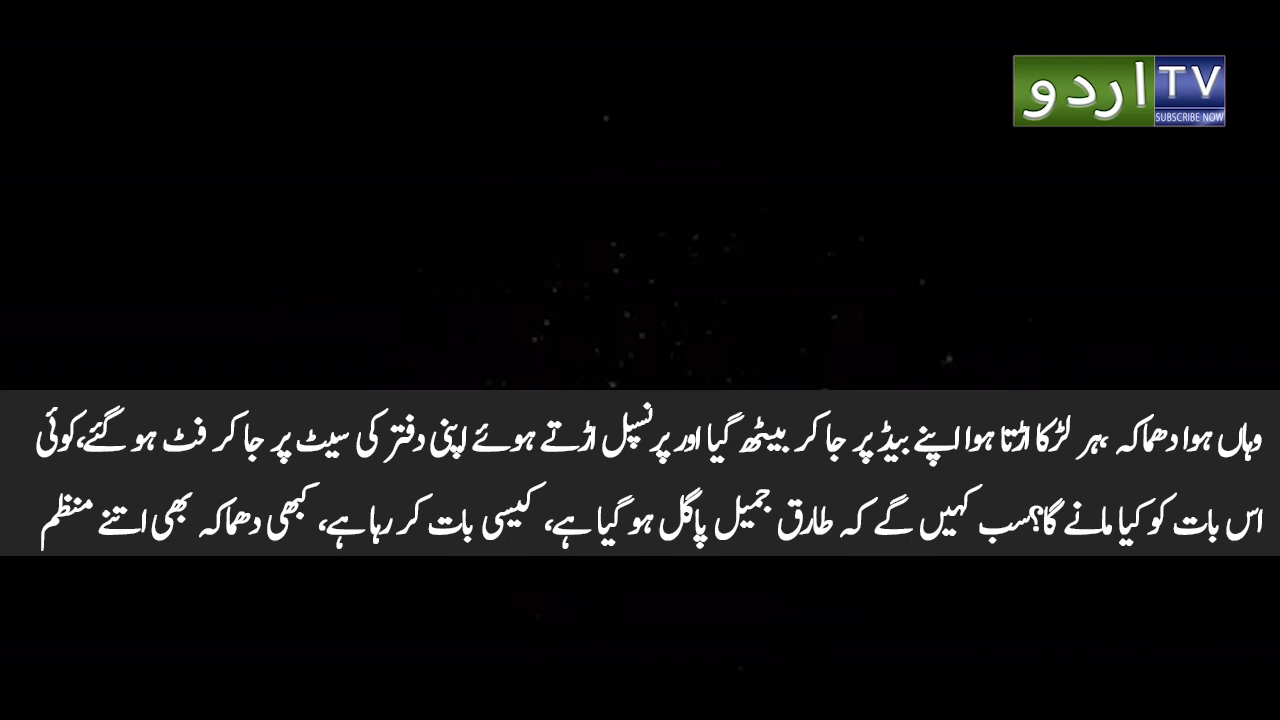 اردو TV
SUBSCRIBE NOW
وہاں ہوا دھماکہ ،ہر لڑکا اڑتا ہوا اپنے بیڈ پر جا کر بیٹھ گیا اور پرنسپل اڑتے ہوئے اپنی دفتر کی سیٹ پر جا کر فٹ ہو گئے،کوئی
اس بات کو کیا مانے گا؟سب کہیں گے کہ طارق جمیل پاگل ہو گیا ہے، کیسی بات کر رہا ہے، کبھی دھماکہ بھی اتنے منظم